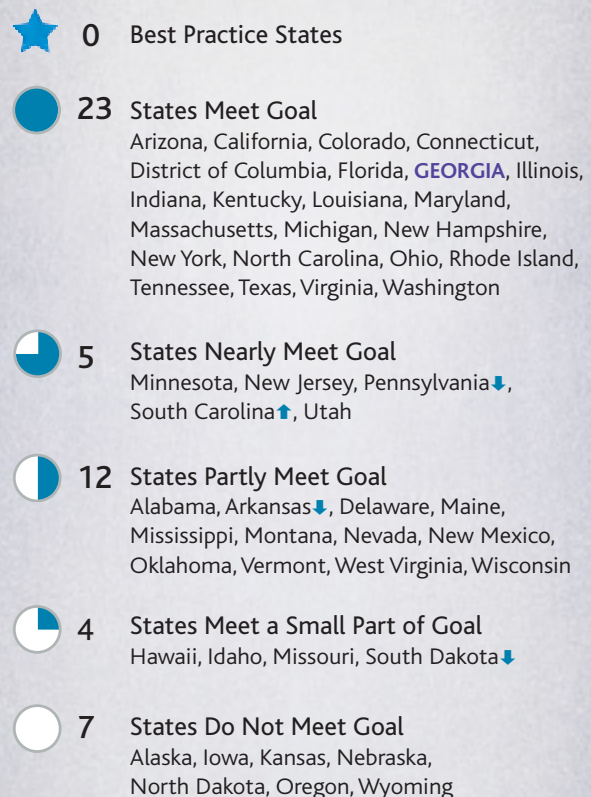 0 Best Practice States
23 States Meet Goal
Arizona, California, Colorado, Connecticut,
District of Columbia, Florida, GEORGIA, Illinois,
Indiana, Kentucky, Louisiana, Maryland,
Massachusetts, Michigan, New Hampshire,
New York, North Carolina, Ohio, Rhode Island,
Tennessee, Texas, Virginia, Washington
5 States Nearly Meet Goal
Minnesota, New Jersey, Pennsylvania⬇,
South Carolina⬆, Utah
12 States Partly Meet Goal
Alabama, Arkansas⬇, Delaware, Maine,
Mississippi, Montana, Nevada, New Mexico,
Oklahoma, Vermont, West Virginia, Wisconsin
4 States Meet a Small Part of Goal
Hawaii, Idaho, Missouri, South Dakota⬇
7 States Do Not Meet Goal
Alaska, Iowa, Kansas, Nebraska,
North Dakota, Oregon, Wyoming